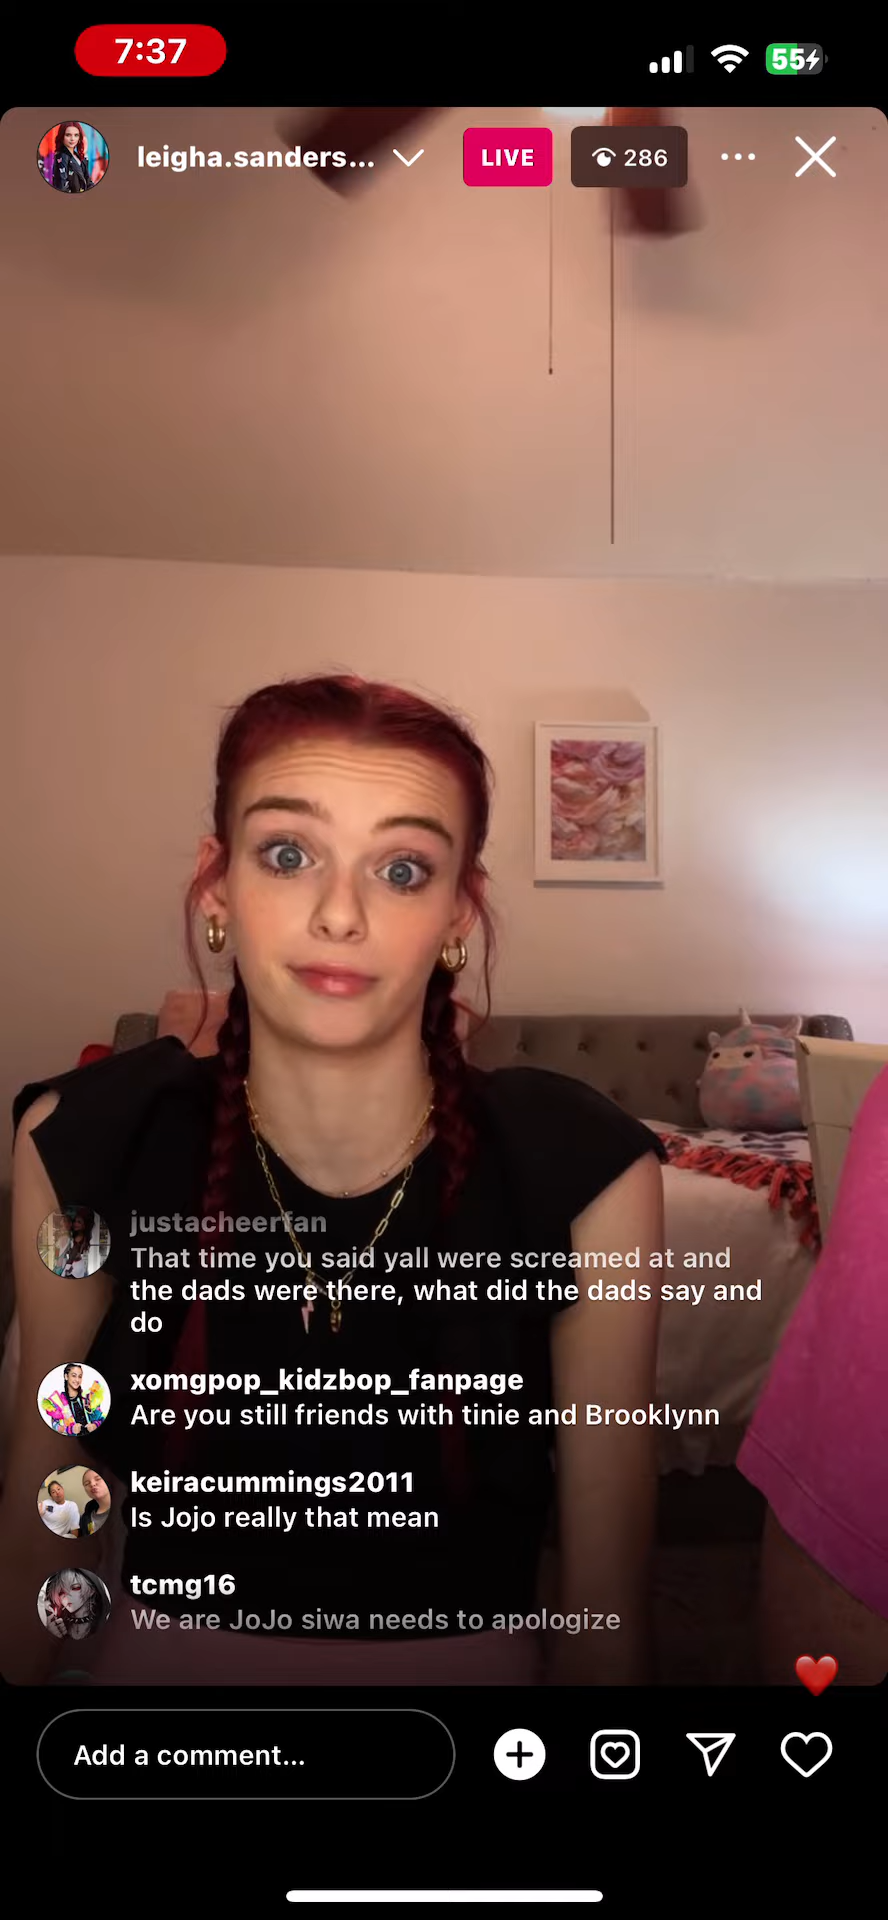 7:37
55
leigha.sanders...
LIVE
286
justacheerfan
That time you said yall were screamed at and
the dads were there, what did the dads say and
do
xomgpop_kidzbop_fanpage
Are you still friends with tinie and Brooklynn
keiracummings2011
Is Jojo really that mean
tcmg16
We are JoJo siwa needs to apologize
Add a comment...